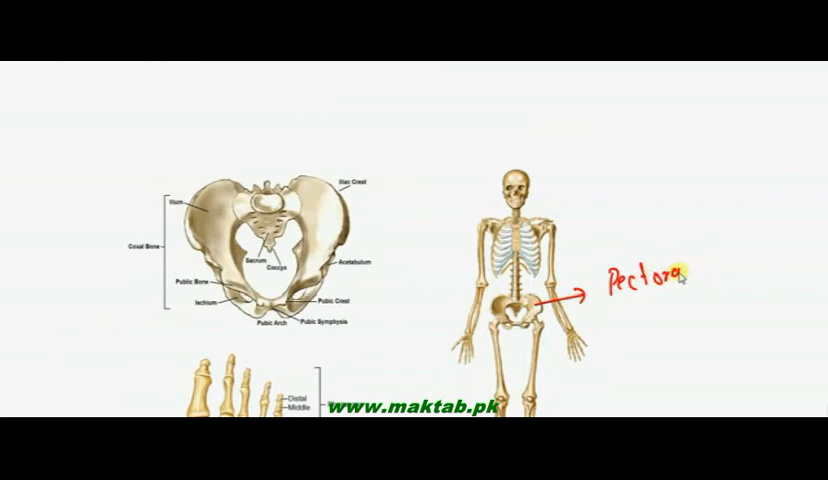 Iliac Crest
Ilium
Coxal Bone
Sacrum
Coccyx
Acetabulum
Pubic Bone
Ischium
Pubic Crest
Pubic Arch
Pubic Symphysis
Pectora
Distal
Middle
www.maktab.pk